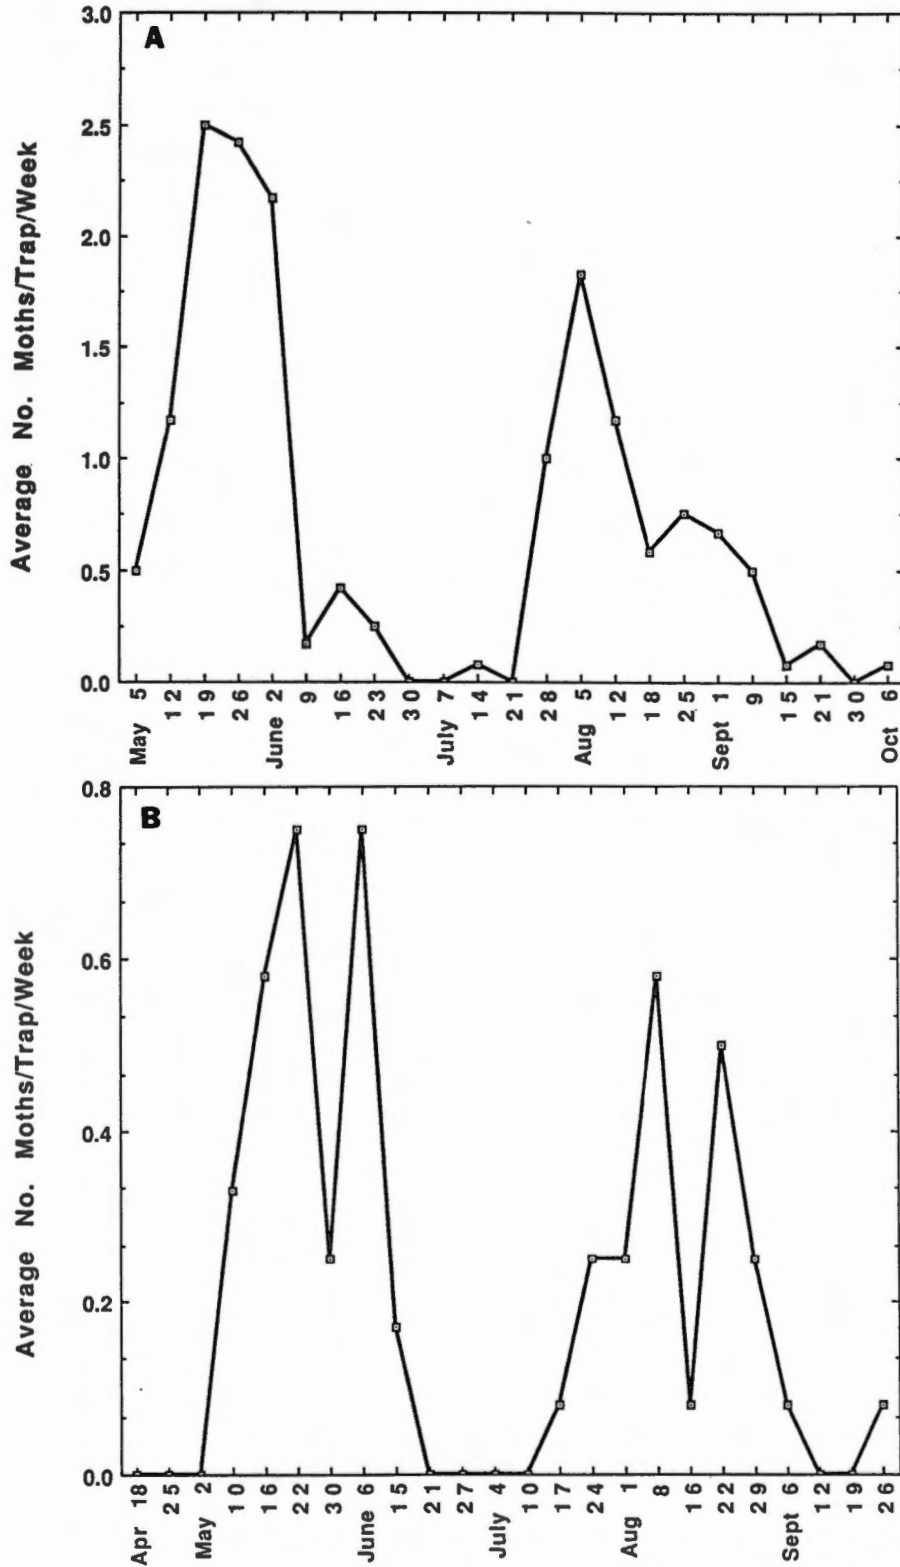 A
Average No. Moths/Trap/Week
3.0
2.5
2.0
1.5
1.0
0.5
0.0
5 12 19 26 2 9 16 23 30 7 14 21 28 5 12 18 25 1 9 15 21 30 6
May June July Aug Sept Oct
B
Average No. Moths/Trap/Week
0.8
0.6
0.4
0.2
0.0
18 25 2 10 16 22 30 6 15 21 27 4 10 17 24 1 8 16 22 29 6 12 19 26
Apr May June July Aug Sept